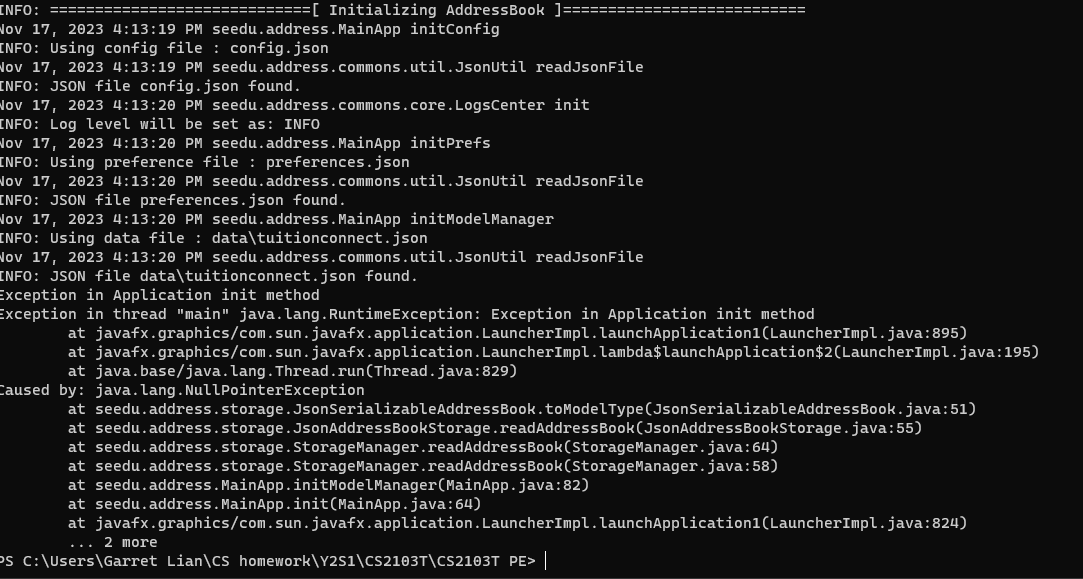 INFO: =============================[ Initializing AddressBook ]===========================
Nov 17, 2023 4:13:19 PM seedu.address.MainApp initConfig
INFO: Using config file : config.json
Nov 17, 2023 4:13:19 PM seedu.address.commons.util.JsonUtil readJsonFile
INFO: JSON file config.json found.
Nov 17, 2023 4:13:20 PM seedu.address.commons.core.LogsCenter init
INFO: Log level will be set as: INFO
Nov 17, 2023 4:13:20 PM seedu.address.MainApp initPrefs
INFO: Using preference file : preferences.json
Nov 17, 2023 4:13:20 PM seedu.address.commons.util.JsonUtil readJsonFile
INFO: JSON file preferences.json found.
Nov 17, 2023 4:13:20 PM seedu.address.MainApp initModelManager
INFO: Using data file : data\tuitionconnect.json
Nov 17, 2023 4:13:20 PM seedu.address.commons.util.JsonUtil readJsonFile
INFO: JSON file data\tuitionconnect.json found.
Exception in Application init method
Exception in thread "main" java.lang.RuntimeException: Exception in Application init method
        at javafx.graphics/com.sun.javafx.application.LauncherImpl.launchApplication1(LauncherImpl.java:895)
        at javafx.graphics/com.sun.javafx.application.LauncherImpl.lambda$launchApplication$2(LauncherImpl.java:195)
        at java.base/java.lang.Thread.run(Thread.java:829)
Caused by: java.lang.NullPointerException
        at seedu.address.storage.JsonSerializableAddressBook.toModelType(JsonSerializableAddressBook.java:51)
        at seedu.address.storage.JsonAddressBookStorage.readAddressBook(JsonAddressBookStorage.java:55)
        at seedu.address.storage.StorageManager.readAddressBook(StorageManager.java:64)
        at seedu.address.storage.StorageManager.readAddressBook(StorageManager.java:58)
        at seedu.address.MainApp.initModelManager(MainApp.java:82)
        at seedu.address.MainApp.init(MainApp.java:64)
        at javafx.graphics/com.sun.javafx.application.LauncherImpl.launchApplication1(LauncherImpl.java:824)
        ... 2 more
PS C:\Users\Garret Lian\CS homework\Y2S1\CS2103T\CS2103T PE>